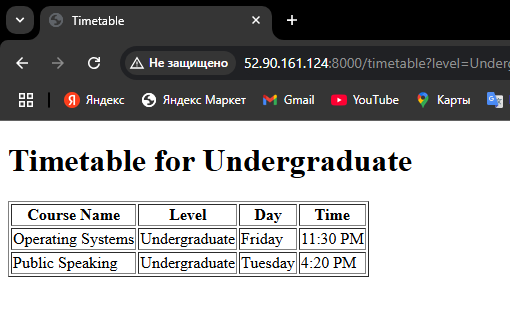 Timetable
Не защищено 52.90.161.124:8000/timetable?level=Underg
Яндекс Яндекс Маркет Gmail YouTube Карты
Timetable for Undergraduate
Course Name Level Day Time
Operating Systems Undergraduate Friday 11:30 PM
Public Speaking Undergraduate Tuesday 4:20 PM